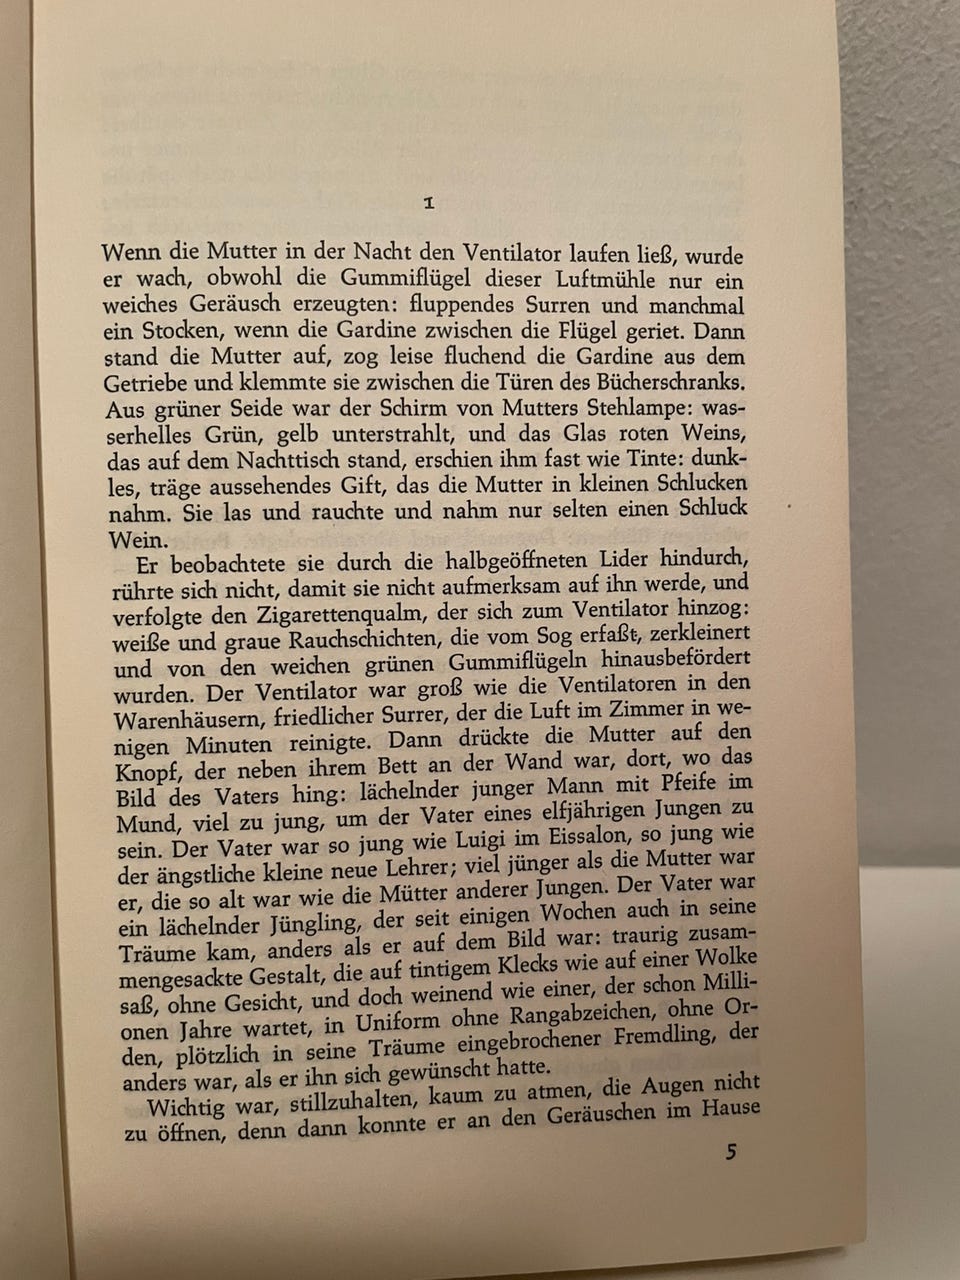 1
Wenn die Mutter in der Nacht den Ventilator laufen ließ, wurde
er wach, obwohl die Gummiflügel dieser Luftmühle nur ein
weiches Geräusch erzeugten: fluppendes Surren und manchmal
ein Stocken, wenn die Gardine zwischen die Flügel geriet. Dann
stand die Mutter auf, zog leise fluchend die Gardine aus dem
Getriebe und klemmte sie zwischen die Türen des Bücherschranks.
Aus grüner Seide war der Schirm von Mutters Stehlampe: was-
serhelles Grün, gelb unterstrahlt, und das Glas roten Weins,
das auf dem Nachttisch stand, erschien ihm fast wie Tinte: dunk-
les, träge aussehendes Gift, das die Mutter in kleinen Schlucken
nahm. Sie las und rauchte und nahm nur selten einen Schluck
Wein.
Er beobachtete sie durch die halbgeöffneten Lider hindurch,
rührte sich nicht, damit sie nicht aufmerksam auf ihn werde, und
verfolgte den Zigarettenqualm, der sich zum Ventilator hinzog:
weiße und graue Rauchschichten, die vom Sog erfaßt, zerkleinert
und von den weichen grünen Gummiflügeln hinausbefördert
wurden. Der Ventilator war groß wie die Ventilatoren in den
Warenhäusern, friedlicher Surrer, der die Luft im Zimmer in we-
nigen Minuten reinigte. Dann drückte die Mutter auf den
Knopf, der neben ihrem Bett an der Wand war, dort, wo das
Bild des Vaters hing: lächelnder junger Mann mit Pfeife im
Mund, viel zu jung, um der Vater eines elfjährigen Jungen zu
sein. Der Vater war so jung wie Luigi im Eissalon, so jung wie
der ängstliche kleine neue Lehrer; viel jünger als die Mutter war
er, die so alt war wie die Mütter anderer Jungen. Der Vater war
ein lächelnder Jüngling, der seit einigen Wochen auch in seine
Träume kam, anders als er auf dem Bild war: traurig zusam-
mengesackte Gestalt, die auf tintigem Klecks wie auf einer Wolke
saß, ohne Gesicht, und doch weinend wie einer, der schon Milli-
onen Jahre wartet, in Uniform ohne Rangabzeichen, ohne Or-
den, plötzlich in seine Träume eingebrochener Fremdling, der
anders war, als er ihn sich gewünscht hatte.
Wichtig war, stillzuhalten, kaum zu atmen, die Augen nicht
zu öffnen, denn dann konnte er an den Geräuschen im Hause
5